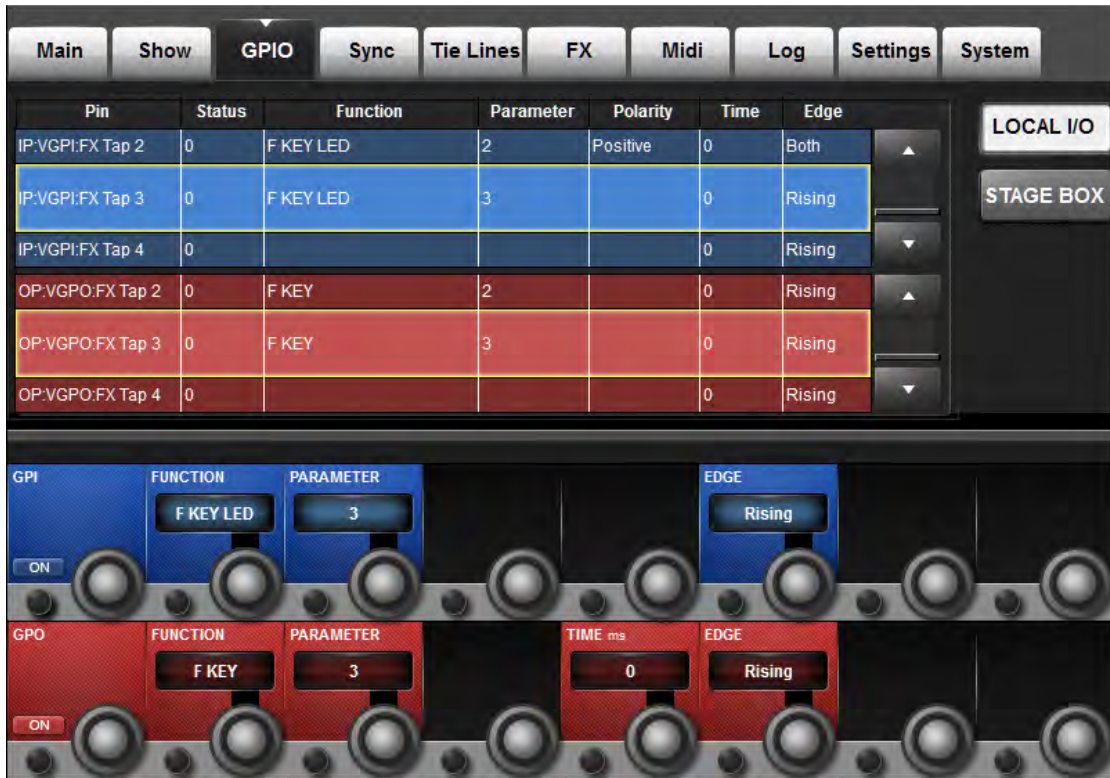 Main Show GPIO Sync Tie Lines FX Midi Log Settings System
Pin Status Function Parameter Polarity Time Edge
LOCAL I/O
IP:VGPI:FX Tap 2 0 F KEY LED 2 Positive 0 Both
IP:VGPI:FX Tap 3 0 F KEY LED 3 0 Rising
STAGE BOX
IP:VGPI:FX Tap 4 0 0 Rising
OP:VGPO:FX Tap 2 0 F KEY 2 0 Rising
OP:VGPO:FX Tap 3 0 F KEY 3 0 Rising
OP:VGPO:FX Tap 4 0 0 Rising
GPI FUNCTION PARAMETER EDGE
F KEY LED 3 Rising
ON
GPO FUNCTION PARAMETER TIME ms EDGE
F KEY 3 0 Rising
ON